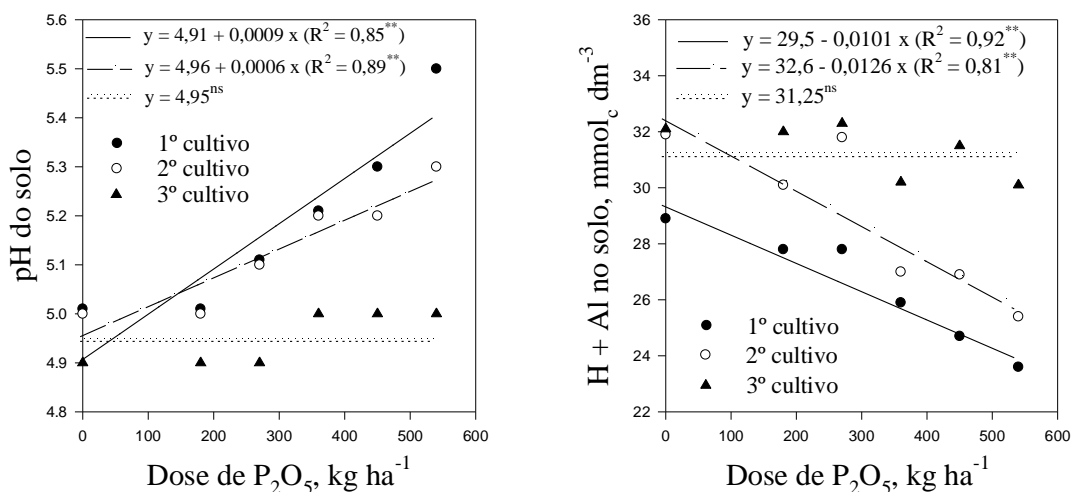 5.6
5.5
5.4
5.3
5.2
5.1
5.0
4.9
4.8
pH do solo
y = 4,91 + 0,0009 x (R² = 0,85**)
y = 4,96 + 0,0006 x (R² = 0,89**)
y = 4,95ⁿˢ
1º cultivo
2º cultivo
3º cultivo
0 100 200 300 400 500 600
Dose de P₂O₅, kg ha⁻¹
36
34
32
30
28
26
24
22
H + Al no solo, mmol_c dm⁻³
y = 29,5 - 0,0101 x (R² = 0,92**)
y = 32,6 - 0,0126 x (R² = 0,81**)
y = 31,25ⁿˢ
1º cultivo
2º cultivo
3º cultivo
0 100 200 300 400 500 600
Dose de P₂O₅, kg ha⁻¹